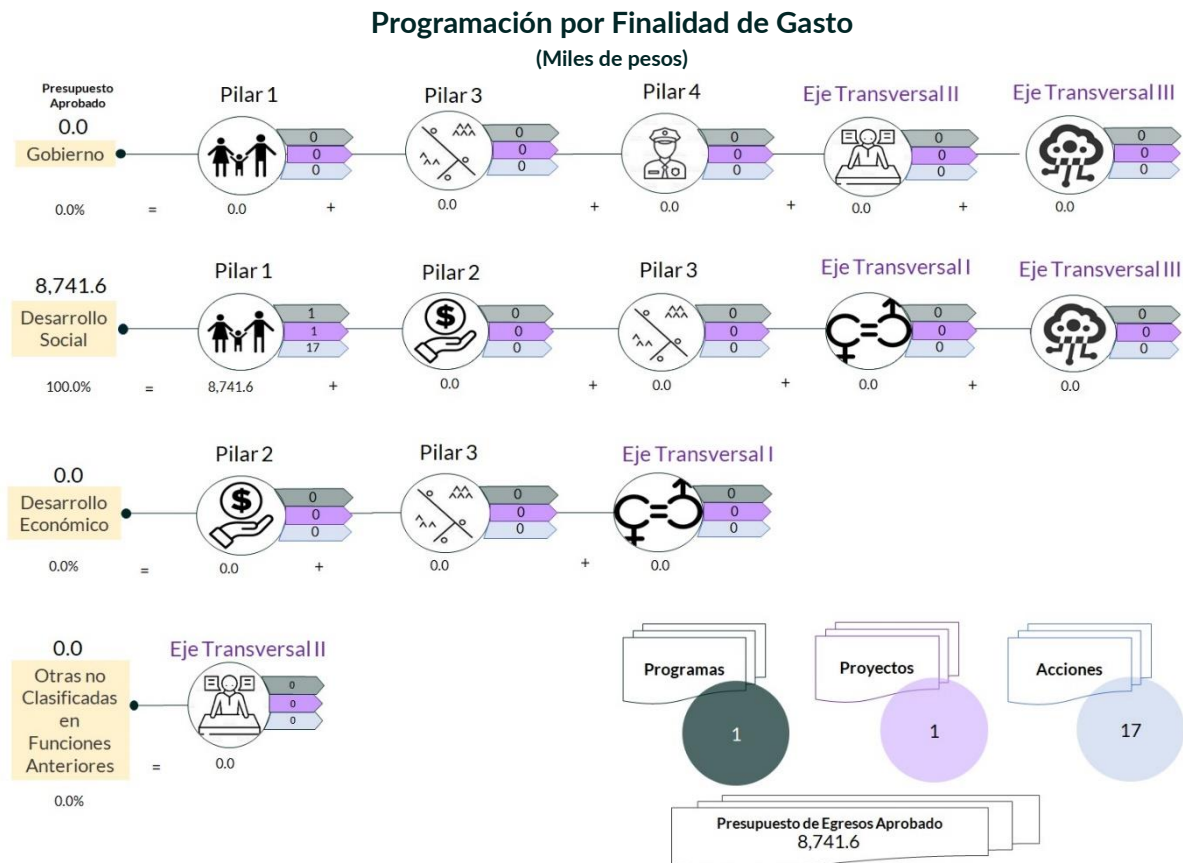 Programación por Finalidad de Gasto
(Miles de pesos)
Presupuesto
Aprobado
0.0
Gobierno
0.0%
=
Pilar 1
0
0
0
0.0
+
Pilar 3
0
0
0
0.0
+
Pilar 4
0
0
0
0.0
+
Eje Transversal II
0
0
0
0.0
+
Eje Transversal III
0
0
0
0.0
8,741.6
Desarrollo
Social
100.0%
=
Pilar 1
1
1
17
8,741.6
+
Pilar 2
$
0
0
0
0.0
+
Pilar 3
0
0
0
0.0
+
Eje Transversal I
0
0
0
0.0
+
Eje Transversal III
0
0
0
0.0
0.0
Desarrollo
Económico
0.0%
=
Pilar 2
$
0
0
0
0.0
+
Pilar 3
0
0
0
0.0
+
Eje Transversal I
0
0
0
0.0
0.0
Otras no
Clasificadas
en
Funciones
Anteriores
0.0%
=
Eje Transversal II
0
0
0
0.0
Programas
1
Proyectos
1
Acciones
17
Presupuesto de Egresos Aprobado
8,741.6